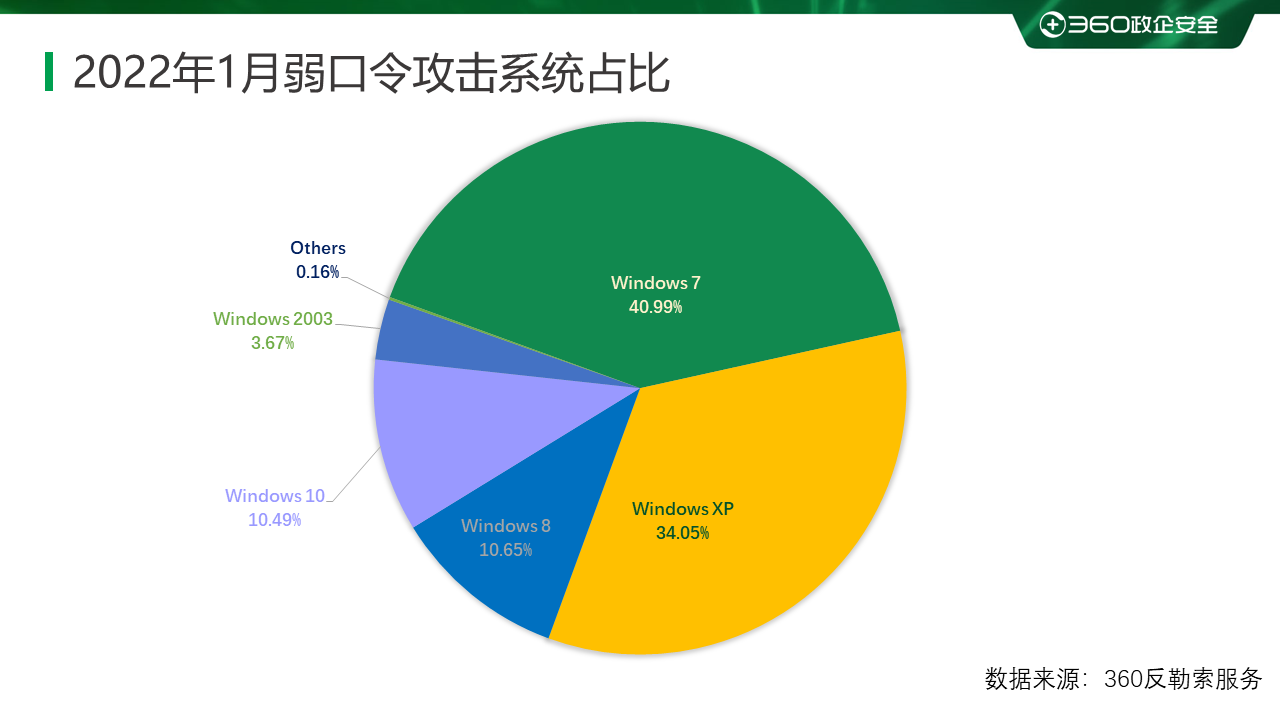 360政企安全
2022年1月弱口令攻击系统占比
Others
0.16%
Windows 7
40.99%
Windows 2003
3.67%
Windows 10
10.49%
Windows 8
10.65%
Windows XP
34.05%
数据来源：360反勒索服务